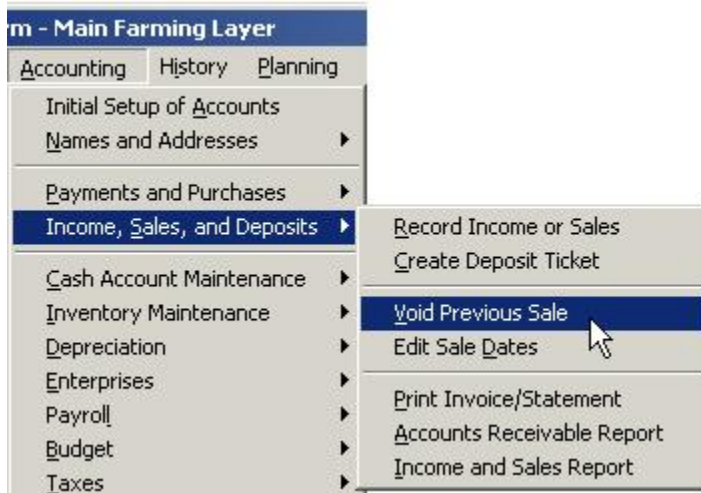 rm - Main Farming Layer
Accounting History Planning
Initial Setup of Accounts
Names and Addresses
Payments and Purchases
Income, Sales, and Deposits
Record Income or Sales
Create Deposit Ticket
Cash Account Maintenance
Inventory Maintenance
Void Previous Sale
Depreciation
Edit Sale Dates
Enterprises
Print Invoice/Statement
Payroll
Accounts Receivable Report
Budget
Income and Sales Report
Taxes